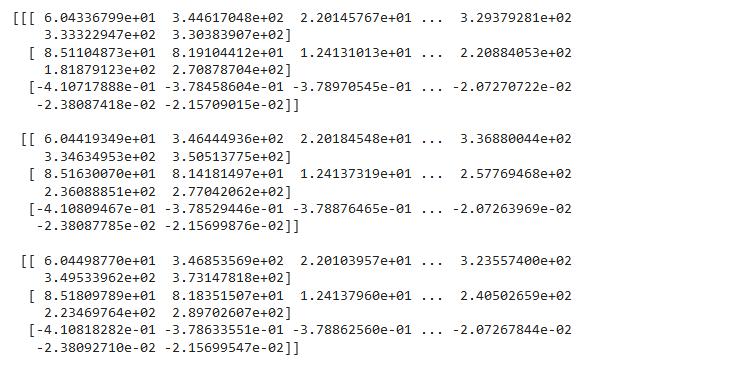 [[[ 6.04336799e+01  3.44617048e+02  2.20145767e+01 ...  3.29379281e+02
    3.33322947e+02  3.30383907e+02]
  [ 8.51104873e+01  8.19104412e+01  1.24131013e+01 ...  2.20884053e+02
    1.81879123e+02  2.70878704e+02]
  [-4.10717888e-01 -3.78458604e-01 -3.78970545e-01 ... -2.07270722e-02
   -2.38087418e-02 -2.15709015e-02]]
 [[ 6.04419349e+01  3.46444936e+02  2.20184548e+01 ...  3.36880044e+02
    3.34634953e+02  3.50513775e+02]
  [ 8.51630070e+01  8.14181497e+01  1.24137319e+01 ...  2.57769468e+02
    2.36088851e+02  2.77042062e+02]
  [-4.10809467e-01 -3.78529446e-01 -3.78876465e-01 ... -2.07263969e-02
   -2.38087785e-02 -2.15699876e-02]]
 [[ 6.04498770e+01  3.46853569e+02  2.20103957e+01 ...  3.23557400e+02
    3.49533962e+02  3.73147818e+02]
  [ 8.51809789e+01  8.18351507e+01  1.24137960e+01 ...  2.40502659e+02
    2.23469764e+02  2.89702607e+02]
  [-4.10818282e-01 -3.78633551e-01 -3.78862560e-01 ... -2.07267844e-02
   -2.38092710e-02 -2.15699547e-02]]